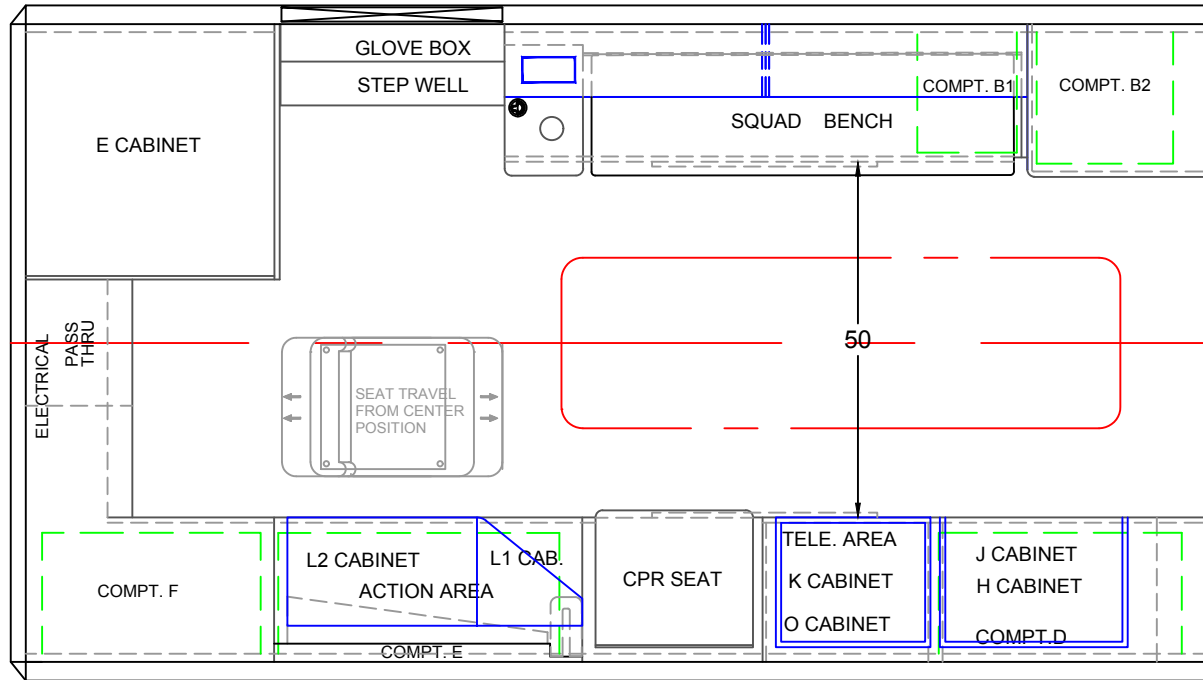 GLOVE BOX
STEP WELL
E CABINET
SQUAD BENCH
COMPT. B1
COMPT. B2
ELECTRICAL
PASS
THRU
50
SEAT TRAVEL
FROM CENTER
POSITION
COMPT. F
L2 CABINET
L1 CAB.
ACTION AREA
COMPT. E
CPR SEAT
TELE. AREA
K CABINET
O CABINET
J CABINET
H CABINET
COMPT.D